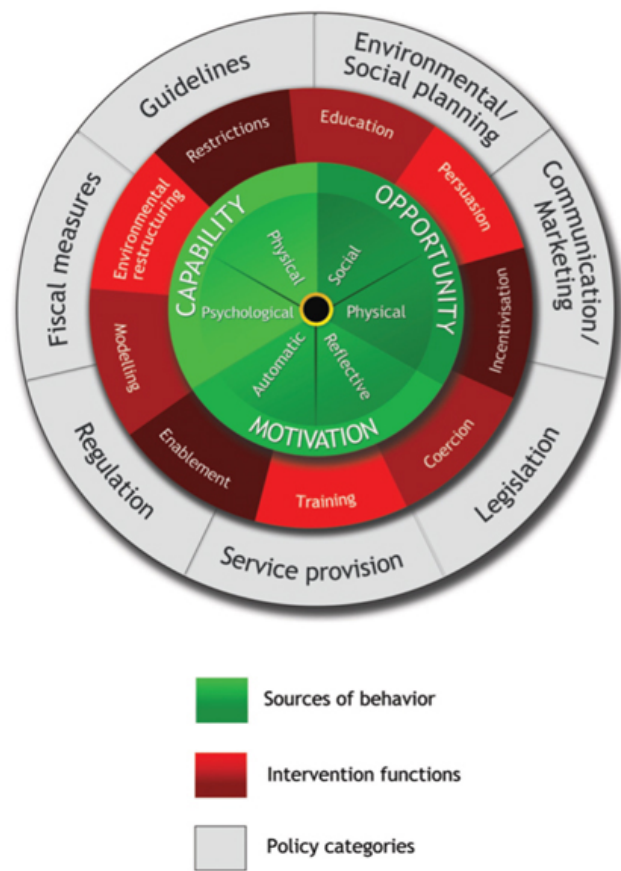 Guidelines
Environmental/
Social planning
Communication/
Marketing
Legislation
Service provision
Regulation
Fiscal measures
Restrictions
Education
Persuasion
Incentivisation
Coercion
Training
Enablement
Modelling
Environmental
restructuring
CAPABILITY
OPPORTUNITY
MOTIVATION
Physical
Social
Psychological
Physical
Automatic
Reflective
Sources of behavior
Intervention functions
Policy categories